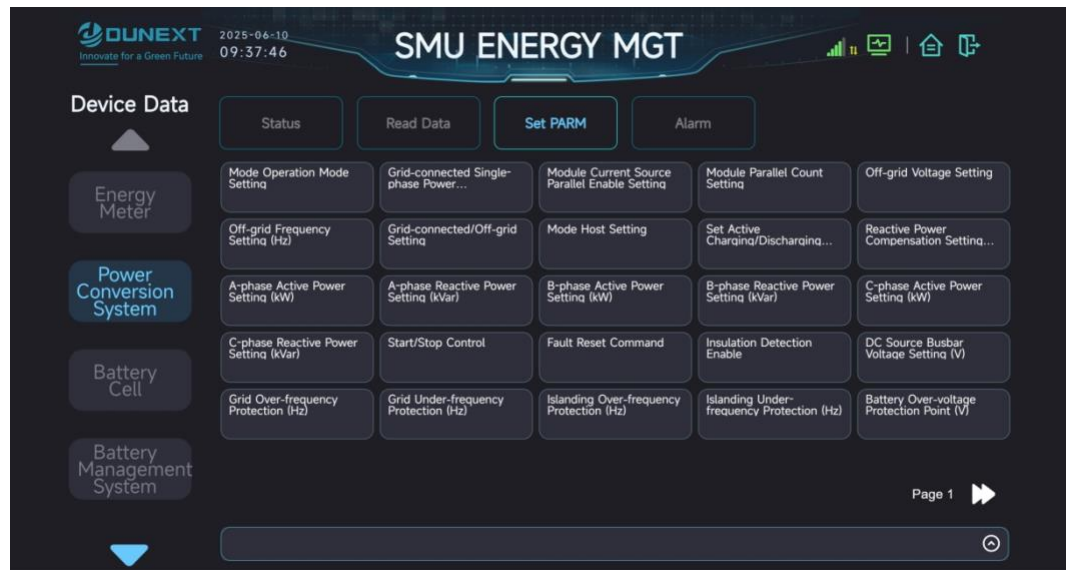 DUNEXT
Innovate for a Green Future
2025-06-10
09:37:46
SMU ENERGY MGT
Device Data
Status
Read Data
Set PARM
Alarm
Energy
Meter
Power
Conversion
System
Battery
Cell
Battery
Management
System
Mode Operation Mode
Setting
Grid-connected Single-
phase Power...
Module Current Source
Parallel Enable Setting
Module Parallel Count
Setting
Off-grid Voltage Setting
Off-grid Frequency
Setting (Hz)
Grid-connected/Off-grid
Setting
Mode Host Setting
Set Active
Charging/Discharging...
Reactive Power
Compensation Setting...
A-phase Active Power
Setting (kW)
A-phase Reactive Power
Setting (kVar)
B-phase Active Power
Setting (kW)
B-phase Reactive Power
Setting (kVar)
C-phase Active Power
Setting (kW)
C-phase Reactive Power
Setting (kVar)
Start/Stop Control
Fault Reset Command
Insulation Detection
Enable
DC Source Busbar
Voltage Setting (V)
Grid Over-frequency
Protection (Hz)
Grid Under-frequency
Protection (Hz)
Islanding Over-frequency
Protection (Hz)
Islanding Under-
frequency Protection (Hz)
Battery Over-voltage
Protection Point (V)
Page 1